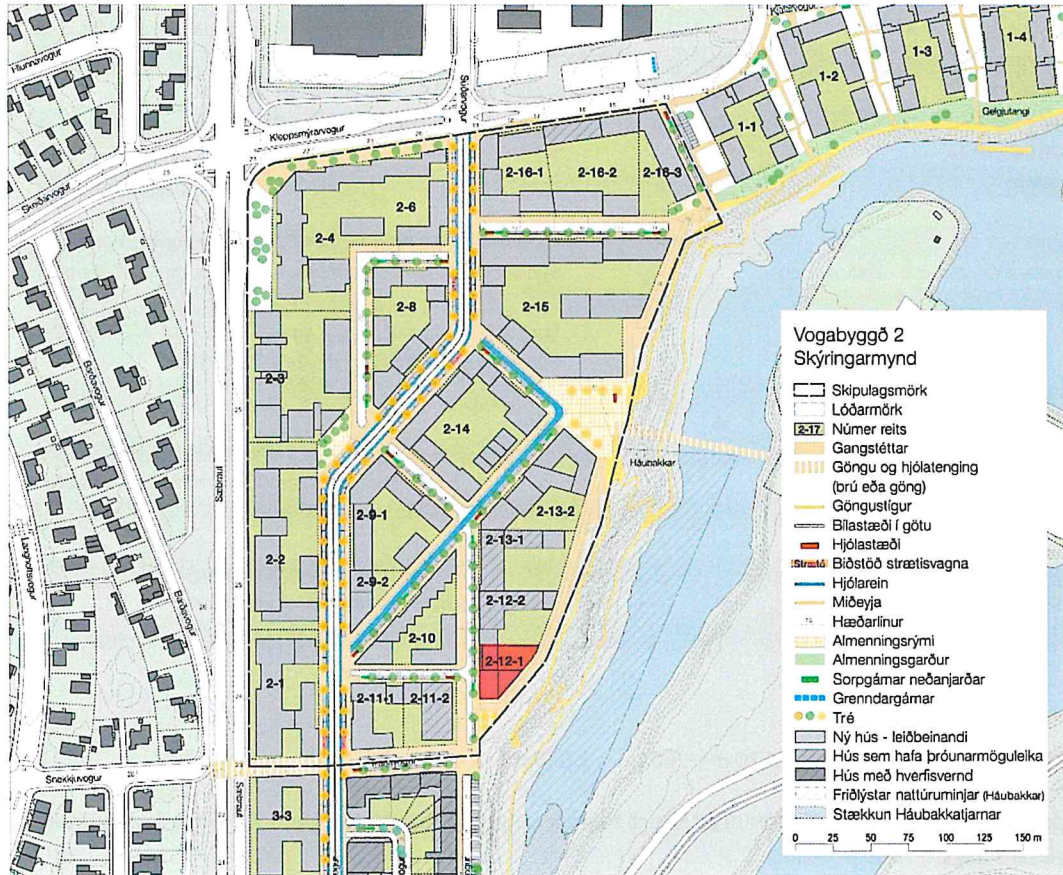 Kleppsmýrarvogur
Skeiðarvogur
Barðavogur
Barðavogur
Langholtsvegur
Sæbraut
Sæbraut
Snekkjuvogur
Súðarvogur
Gelgjutangi
Háubakkar
1-1
1-2
1-3
1-4
2-16-1
2-16-2
2-16-3
2-6
2-4
2-8
2-15
2-3
2-14
2-13-2
2-9-1
2-13-1
2-2
2-9-2
2-12-2
2-10
2-12-1
2-1
2-11-1
2-11-2
3-3
Vogabyggð 2
Skýringarmynd
Skipulagsmörk
Lóðarmörk
2-17 Númer reits
Gangstéttar
Göngu og hjólatenging
(brú eða göng)
Göngustígur
Bílastæði í götu
Hjólastæði
Strætó Biðstöð strætisvagna
Hjólarein
Miðeyja
Hæðarlínur
Almenningsrými
Almenningsgarður
Sorpgámar neðanjarðar
Grenndargámar
Tré
Ný hús - leiðbeinandi
Hús sem hafa þróunarmöguleika
Hús með hverfisvernd
Friðlýstar nattúruminjar (Háubakkar)
Stækkun Háubakkatjarnar
0 25 50 75 100 150 m